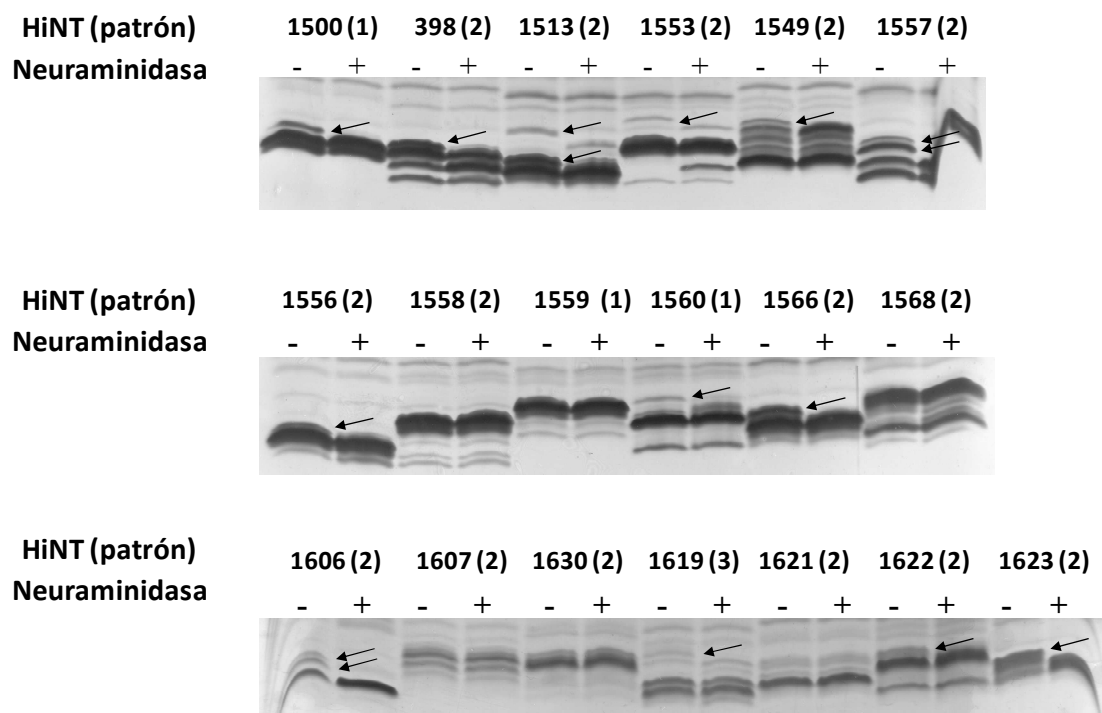 HiNT (patrón) 1500 (1) 398 (2) 1513 (2) 1553 (2) 1549 (2) 1557 (2)
Neuraminidasa - + - + - + - + - + - +
HiNT (patrón) 1556 (2) 1558 (2) 1559 (1) 1560 (1) 1566 (2) 1568 (2)
Neuraminidasa - + - + - + - + - + - +
HiNT (patrón) 1606 (2) 1607 (2) 1630 (2) 1619 (3) 1621 (2) 1622 (2) 1623 (2)
Neuraminidasa - + - + - + - + - + - + - +